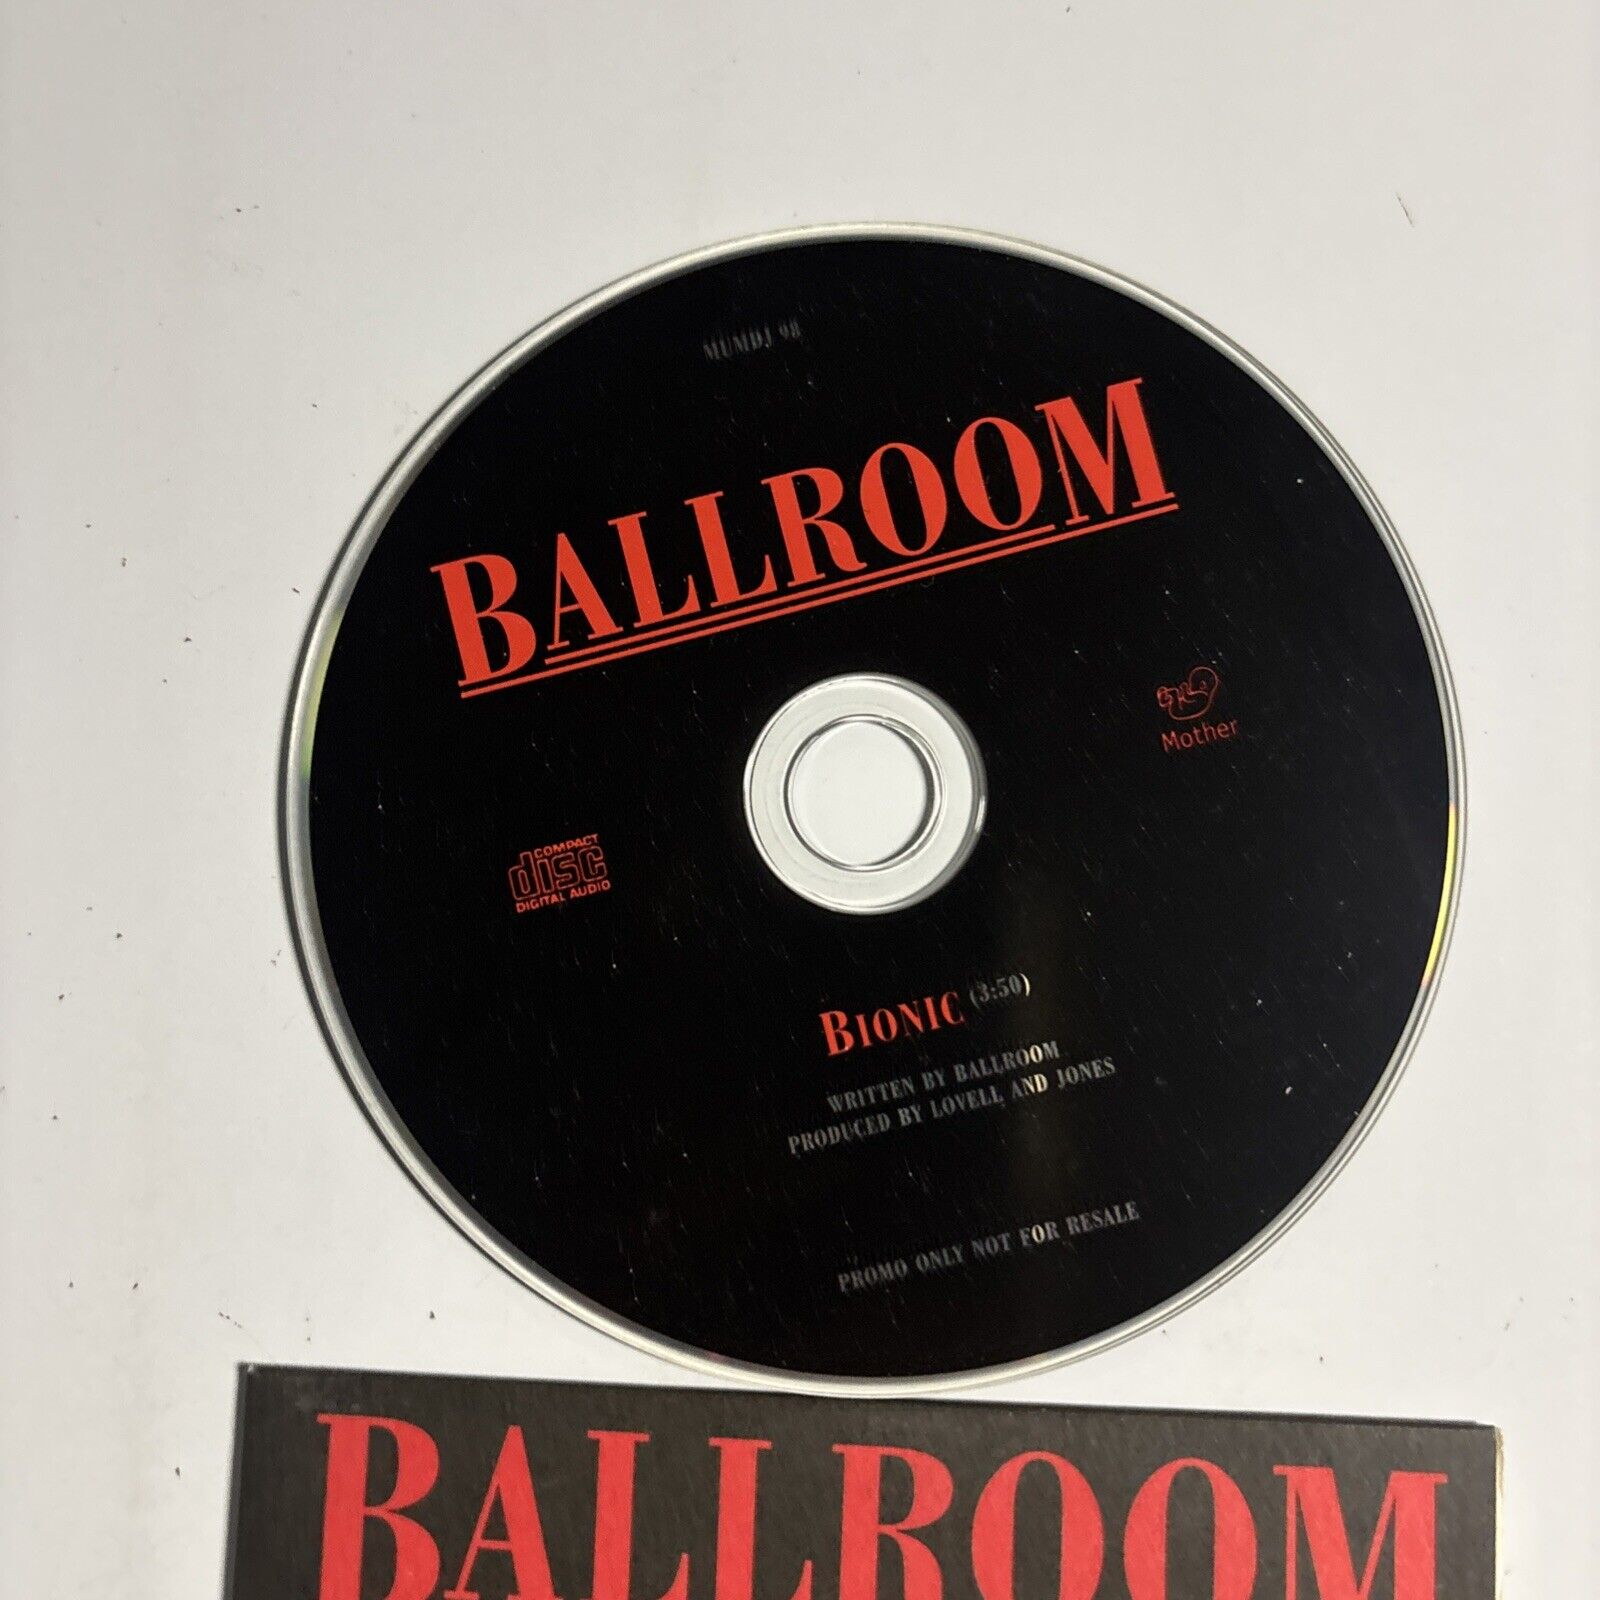 MUMDJ 98
BALLROOM
Mother
COMPACT
disc
DIGITAL AUDIO
BIONIC (3:50)
WRITTEN BY BALLROOM
PRODUCED BY LOVELL AND JONES
PROMO ONLY NOT FOR RESALE
BALLROOM